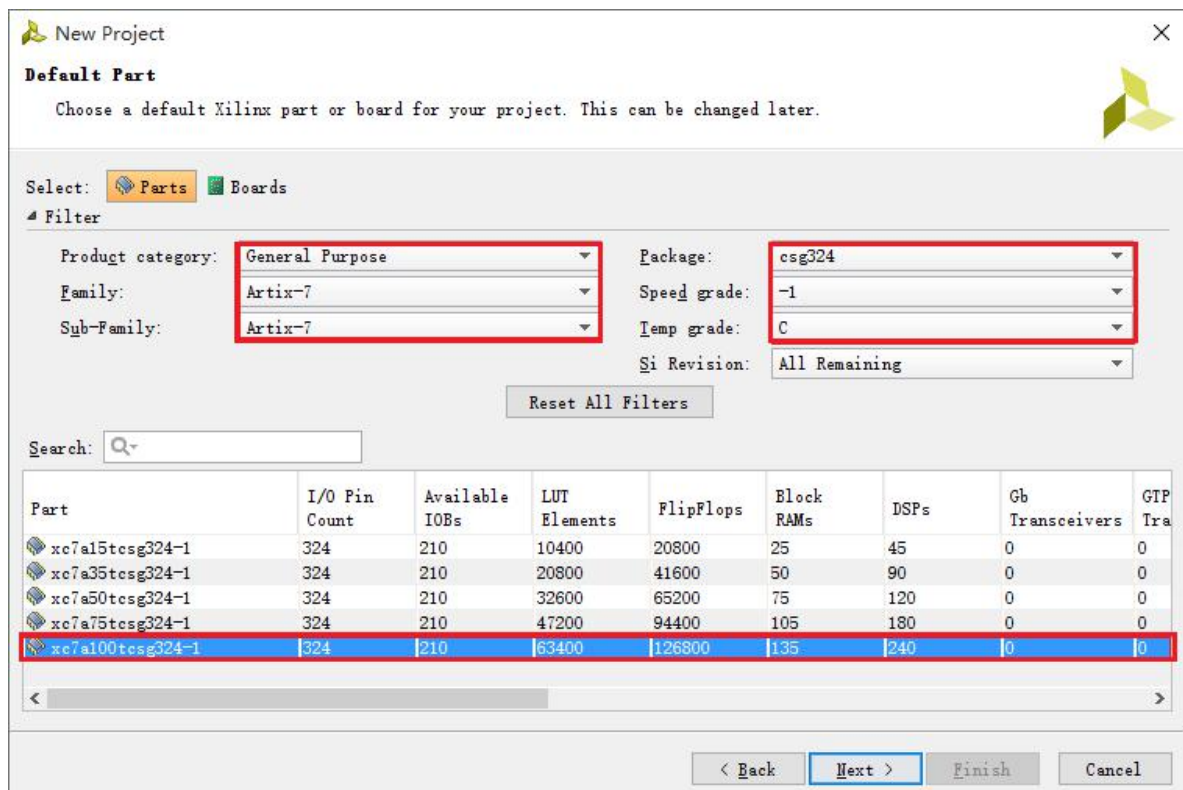 New Project
Default Part
Choose a default Xilinx part or board for your project. This can be changed later.
Select: Parts Boards
Filter
Product category: General Purpose Package: csg324
Family: Artix-7 Speed grade: -1
Sub-Family: Artix-7 Temp grade: C
Si Revision: All Remaining
Reset All Filters
Search:
Part I/O Pin Count Available IOBs LUT Elements FlipFlops Block RAMs DSPs Gb Transceivers GTP Tra
xc7a15tcsg324-1 324 210 10400 20800 25 45 0 0
xc7a35tcsg324-1 324 210 20800 41600 50 90 0 0
xc7a50tcsg324-1 324 210 32600 65200 75 120 0 0
xc7a75tcsg324-1 324 210 47200 94400 105 180 0 0
xc7a100tcsg324-1 324 210 63400 126800 135 240 0 0
< Back Next > Finish Cancel